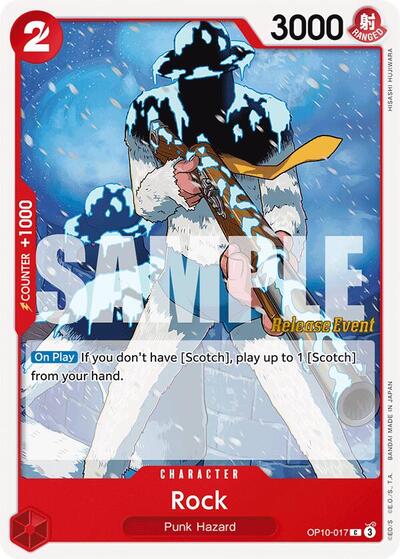 2
3000
射
RANGED
HISASHI HUJIWARA
COUNTER +1000
SAMPLE
Release Event
On Play If you don't have [Scotch], play up to 1 [Scotch]
from your hand.
CHARACTER
Rock
Punk Hazard
OP10-017 C 3
©E.O/S. ©E.O./S., T.A. BANDAI MADE IN JAPAN